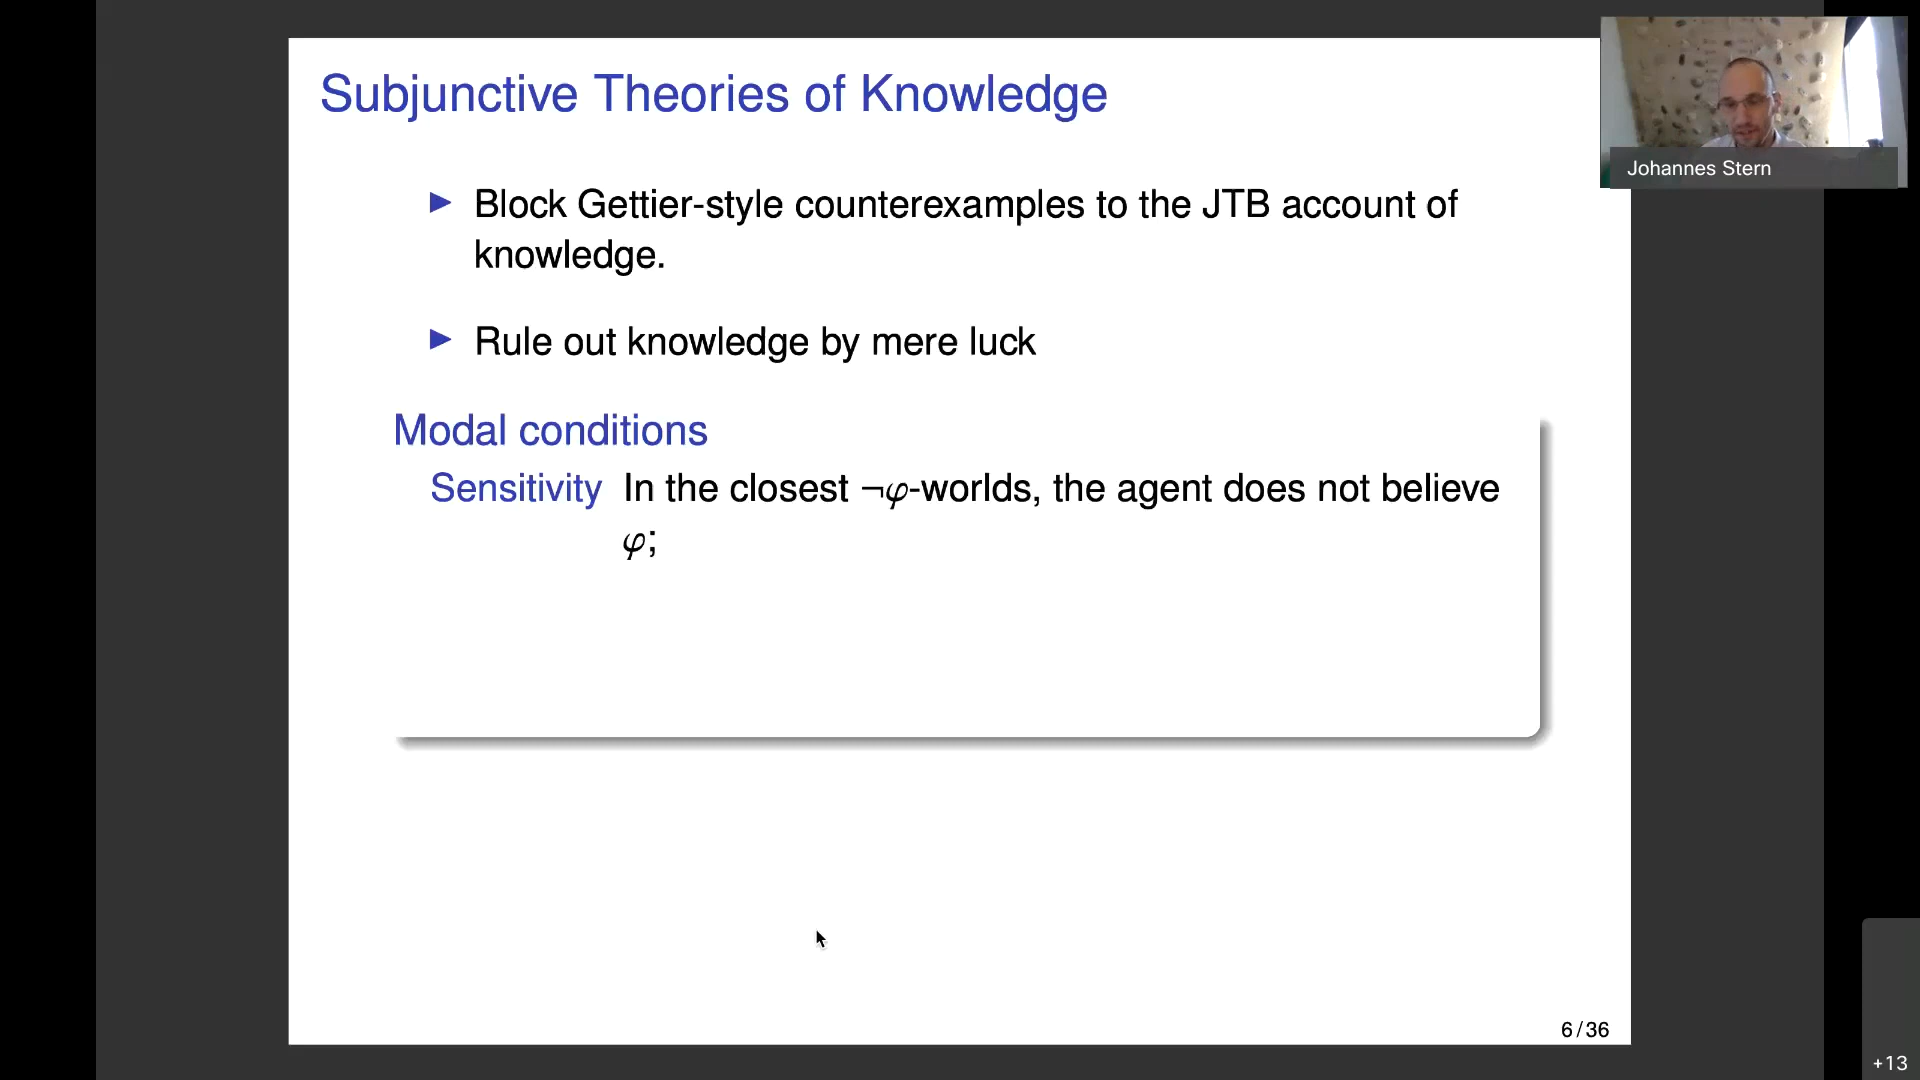 Subjunctive Theories of Knowledge
▶ Block Gettier-style counterexamples to the JTB account of
knowledge.
▶ Rule out knowledge by mere luck
Modal conditions
Sensitivity In the closest ¬φ-worlds, the agent does not believe
φ;
6/36
Johannes Stern
+13